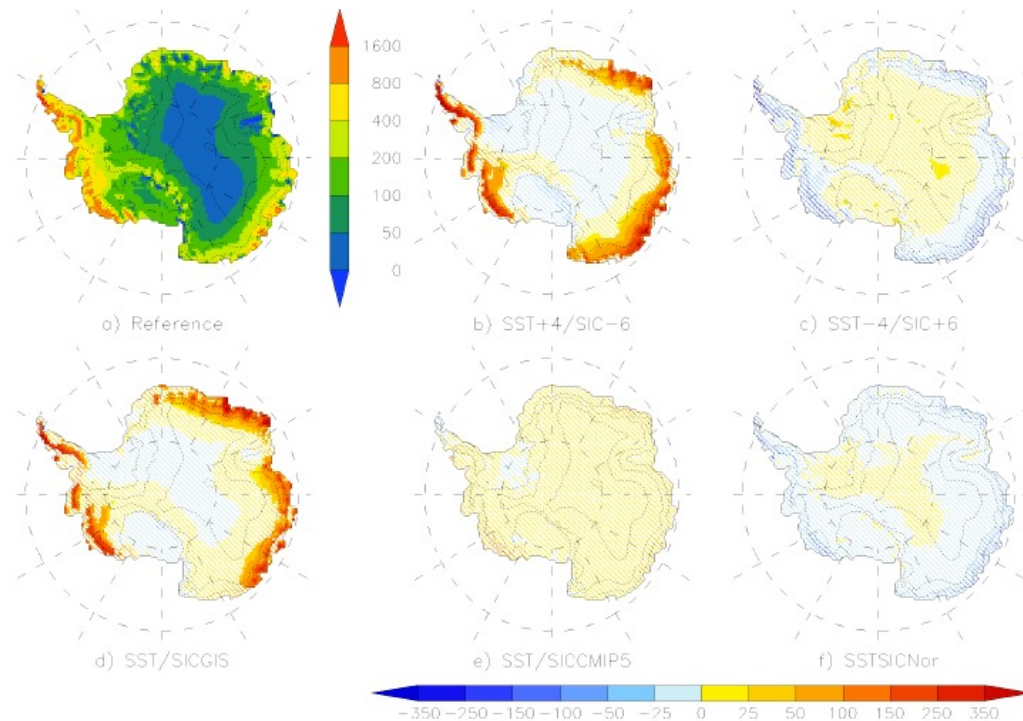 1600
800
400
200
100
50
0
a) Reference
b) SST+4/SIC-6
c) SST-4/SIC+6
d) SST/SICGIS
e) SST/SICCMIP5
f) SSTSICNor
-350 -250 -150 -100 -50 -25 0 25 50 100 150 250 350